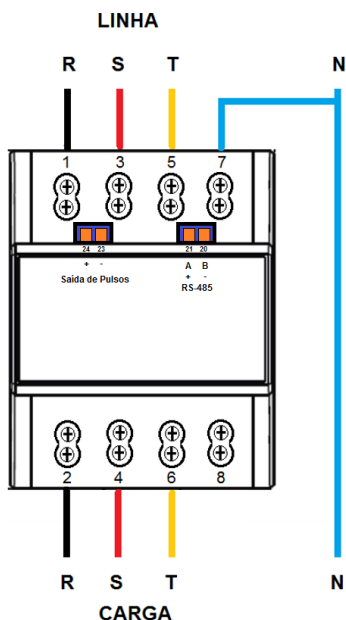 LINHA
R S T N
1 3 5 7
24 23 21 20
+ - A B
Saída de Pulsos + -
RS-485
2 4 6 8
R S T N
CARGA